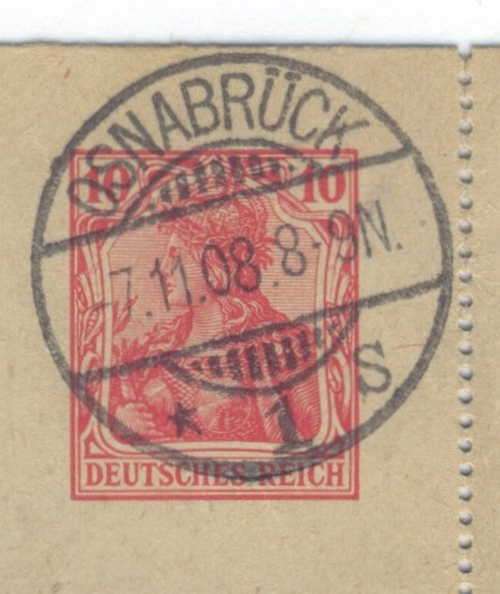 OSNABRÜCK
10 10
-7.11.08.8-9N.
* 1 S
DEUTSCHES REICH